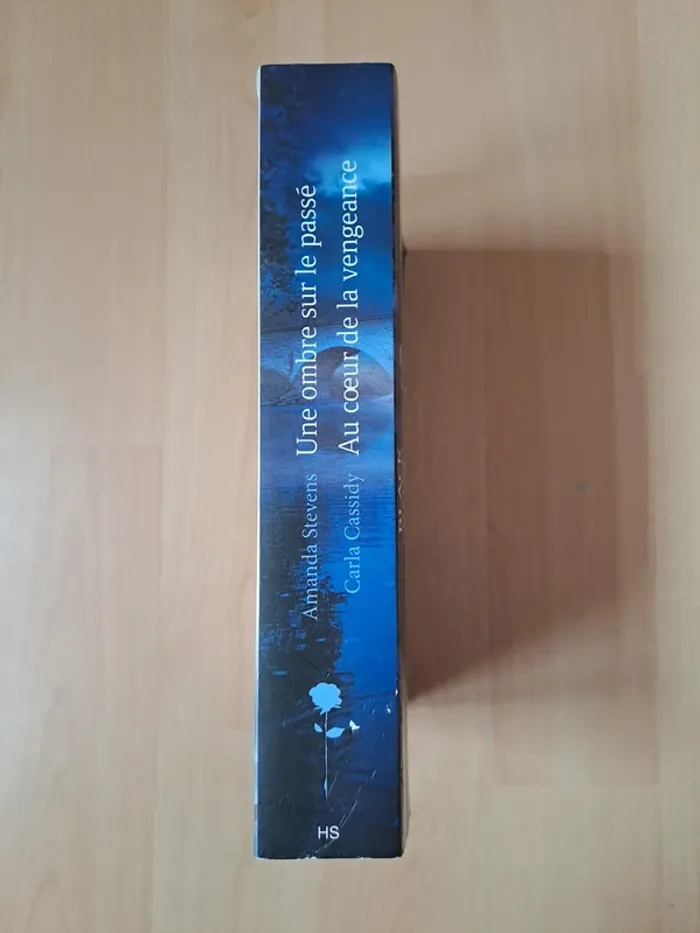 Amanda Stevens Une ombre sur le passé
Carla Cassidy Au cœur de la vengeance
HS